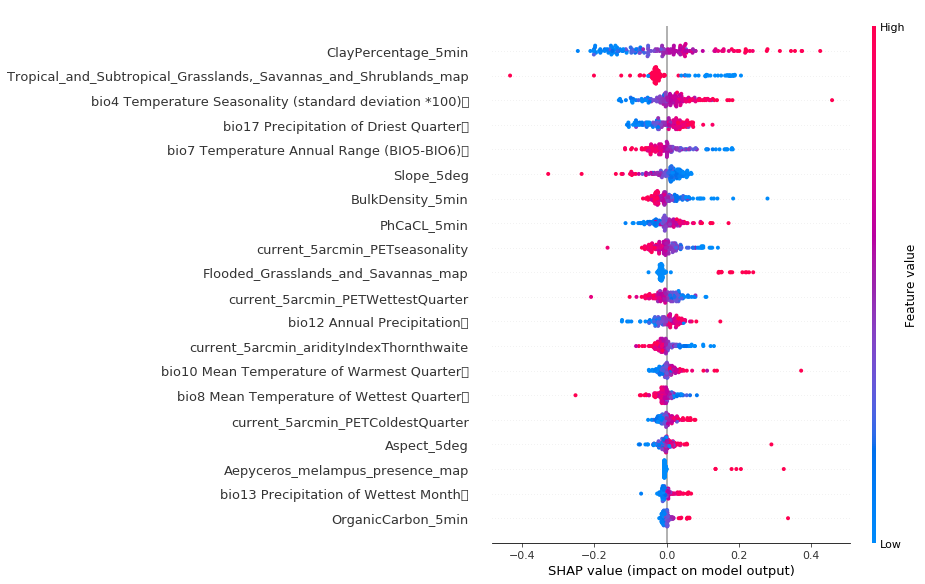 High
ClayPercentage_5min
Tropical_and_Subtropical_Grasslands,_Savannas_and_Shrublands_map
bio4 Temperature Seasonality (standard deviation *100)
bio17 Precipitation of Driest Quarter
bio7 Temperature Annual Range (BIO5-BIO6)
Slope_5deg
BulkDensity_5min
PhCaCL_5min
current_5arcmin_PETseasonality
Flooded_Grasslands_and_Savannas_map
current_5arcmin_PETWettestQuarter
bio12 Annual Precipitation
current_5arcmin_aridityIndexThornthwaite
bio10 Mean Temperature of Warmest Quarter
bio8 Mean Temperature of Wettest Quarter
current_5arcmin_PETColdestQuarter
Aspect_5deg
Aepyceros_melampus_presence_map
bio13 Precipitation of Wettest Month
OrganicCarbon_5min
Feature value
Low
−0.4 −0.2 0.0 0.2 0.4
SHAP value (impact on model output)